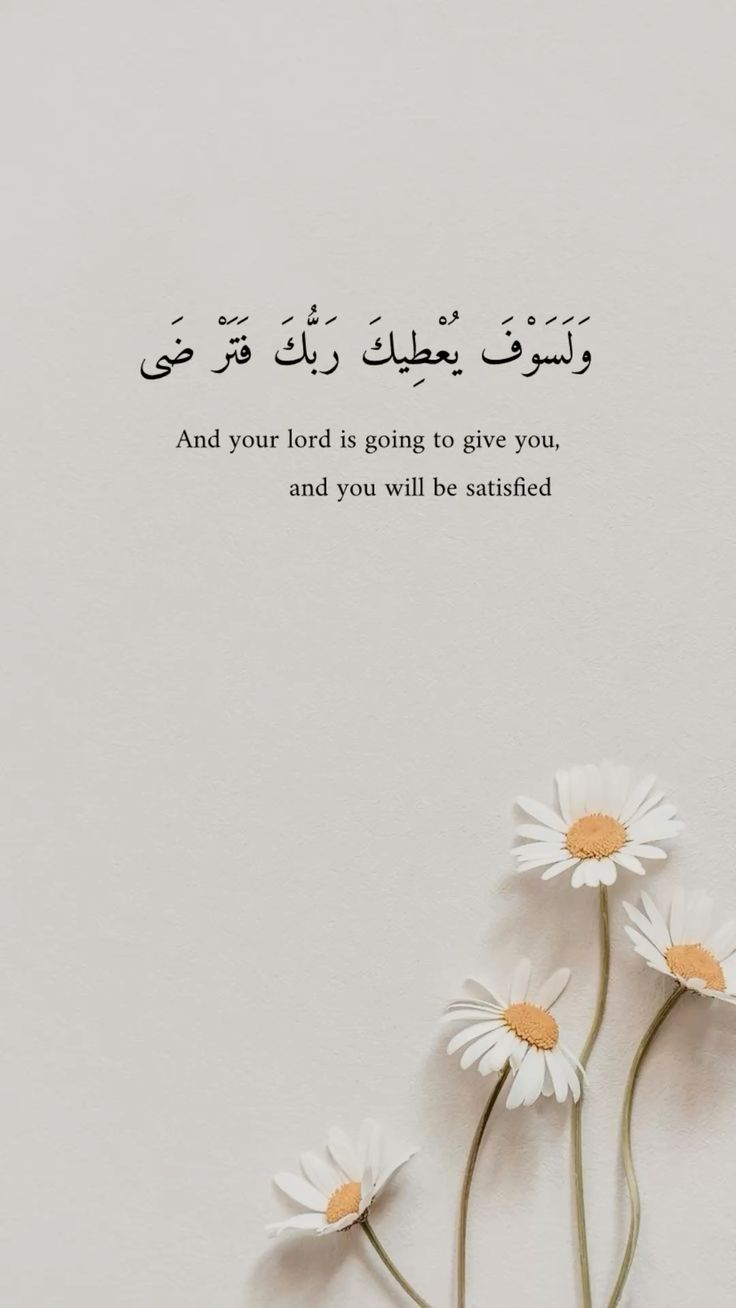 وَلَسَوْفَ يُعْطِيكَ رَبُّكَ فَتَرْ ضَى
And your lord is going to give you,
and you will be satisfied